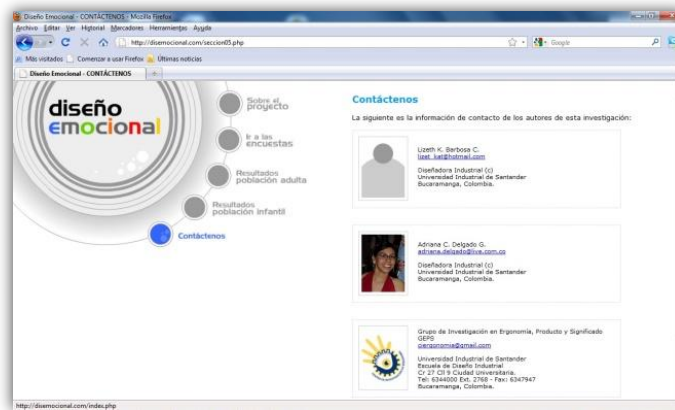 Diseño Emocional - CONTÁCTENOS - Mozilla Firefox
Archivo Editar Ver Historial Marcadores Herramientas Ayuda
http://disemocional.com/seccion05.php
Google
Más visitados Comenzar a usar Firefox Últimas noticias
Diseño Emocional - CONTÁCTENOS
diseño
emocional
Sobre el
proyecto
Ir a las
encuestas
Resultados
población adulta
Resultados
población infantil
Contáctenos
Contáctenos
La siguiente es la información de contacto de los autores de esta investigación:
Lizeth K. Barbosa C.
lizet_kat@hotmail.com
Diseñadora Industrial (c)
Universidad Industrial de Santander
Bucaramanga, Colombia.
Adriana C. Delgado G.
adriana.delgado@live.com.co
Diseñadora Industrial (c)
Universidad Industrial de Santander
Bucaramanga, Colombia.
Grupo de Investigación en Ergonomía, Producto y Significado
GEPS
ciergonomia@gmail.com
Universidad Industrial de Santander
Escuela de Diseño Industrial
Cr 27 Cll 9 Ciudad Universitaria.
Tel: 6344000 Ext. 2768 - Fax: 6347947
Bucaramanga, Colombia.
http://disemocional.com/index.php